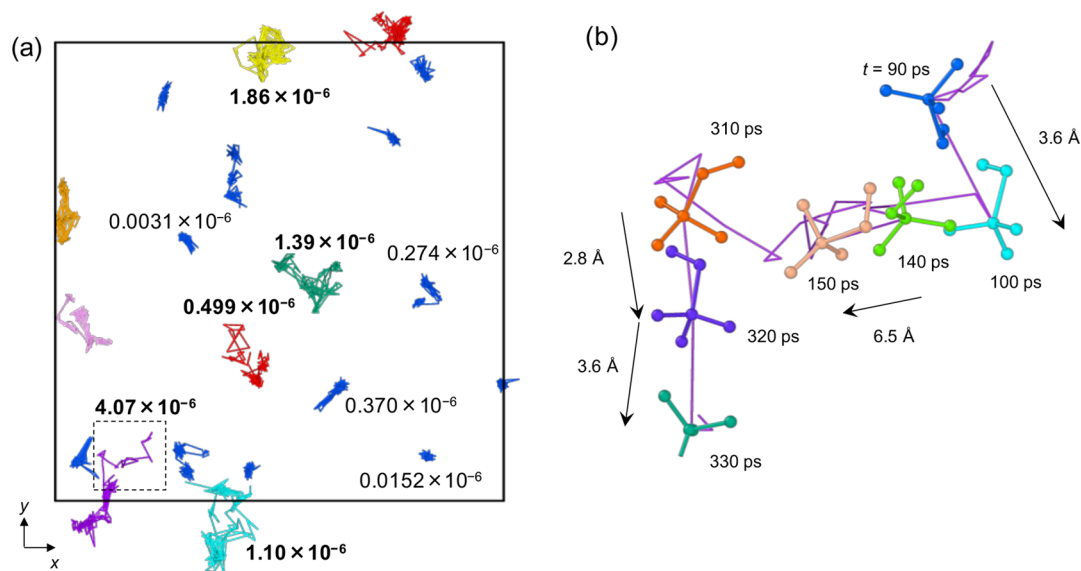 (a)
1.86 × 10⁻⁶
0.0031 × 10⁻⁶
1.39 × 10⁻⁶
0.274 × 10⁻⁶
0.499 × 10⁻⁶
4.07 × 10⁻⁶
0.370 × 10⁻⁶
0.0152 × 10⁻⁶
1.10 × 10⁻⁶
y
x
(b)
t = 90 ps
310 ps
3.6 Å
2.8 Å
140 ps
150 ps
100 ps
320 ps
6.5 Å
3.6 Å
330 ps